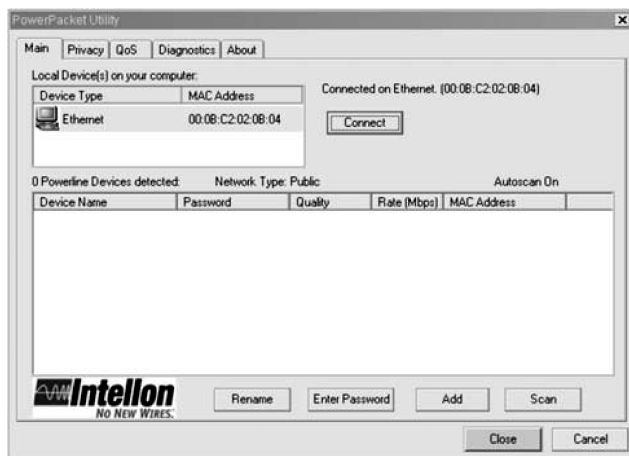 PowerPacket Utility
Main Privacy QoS Diagnostics About
Local Device(s) on your computer:
Device Type MAC Address
Ethernet 00:0B:C2:02:0B:04
Connected on Ethernet. (00:0B:C2:02:0B:04)
Connect
0 Powerline Devices detected: Network Type: Public Autoscan On
Device Name Password Quality Rate (Mbps) MAC Address
Intellon
NO NEW WIRES.
Rename Enter Password Add Scan
Close Cancel